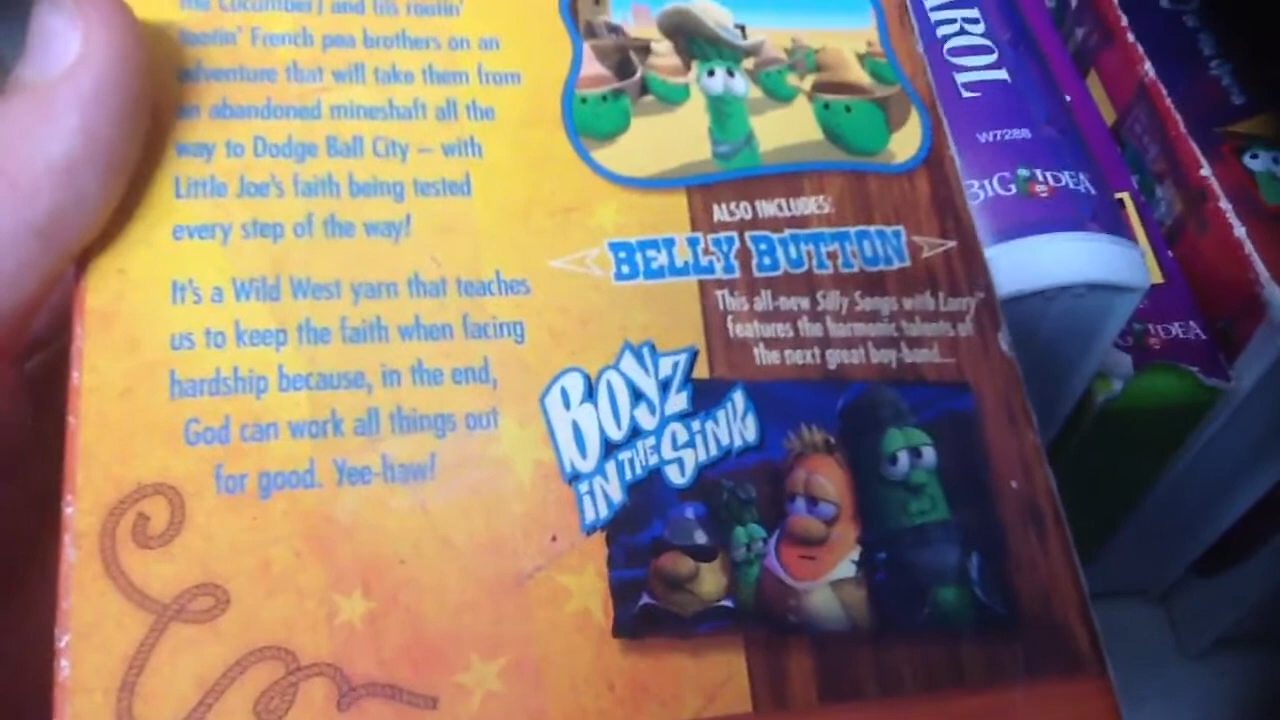 the Cucumber) and his rootin'
tootin' French pea brothers on an
adventure that will take them from
an abandoned mineshaft all the
way to Dodge Ball City – with
Little Joe's faith being tested
every step of the way!
It's a Wild West yarn that teaches
us to keep the faith when facing
hardship because, in the end,
God can work all things out
for good. Yee-haw!
ALSO INCLUDES:
BELLY BUTTON
This all-new Silly Songs with Larry™
features the harmonic talents of
the next great boy-band...
BOYZ
IN THE SINK
AROL
W7286
BIG IDEA
G IDEA